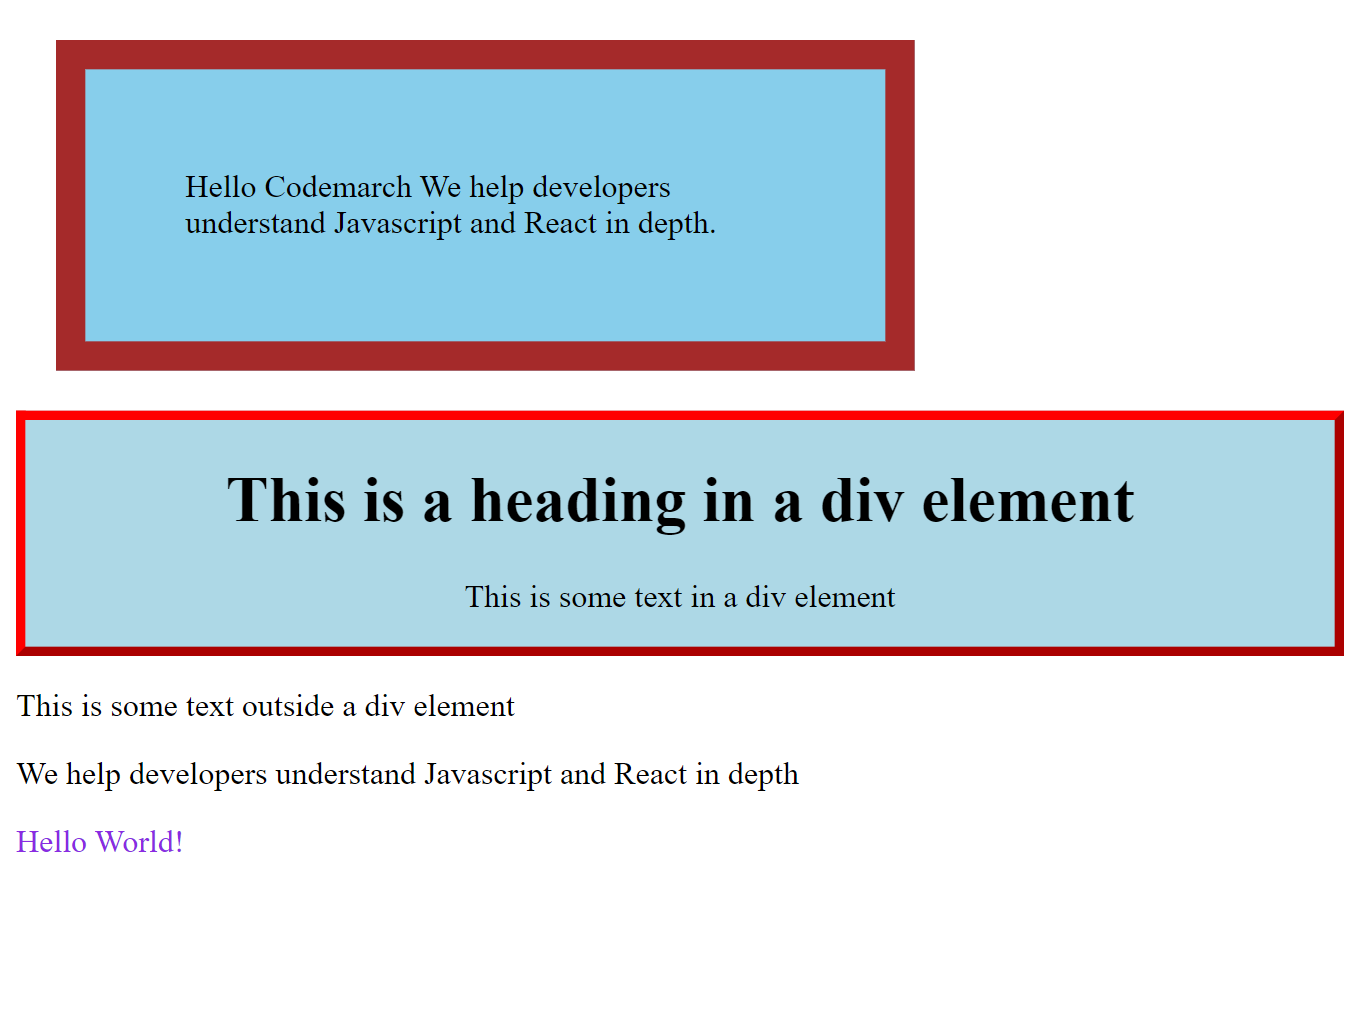 Hello Codemarch We help developers
understand Javascript and React in depth.
This is a heading in a div element
This is some text in a div element
This is some text outside a div element
We help developers understand Javascript and React in depth
Hello World!